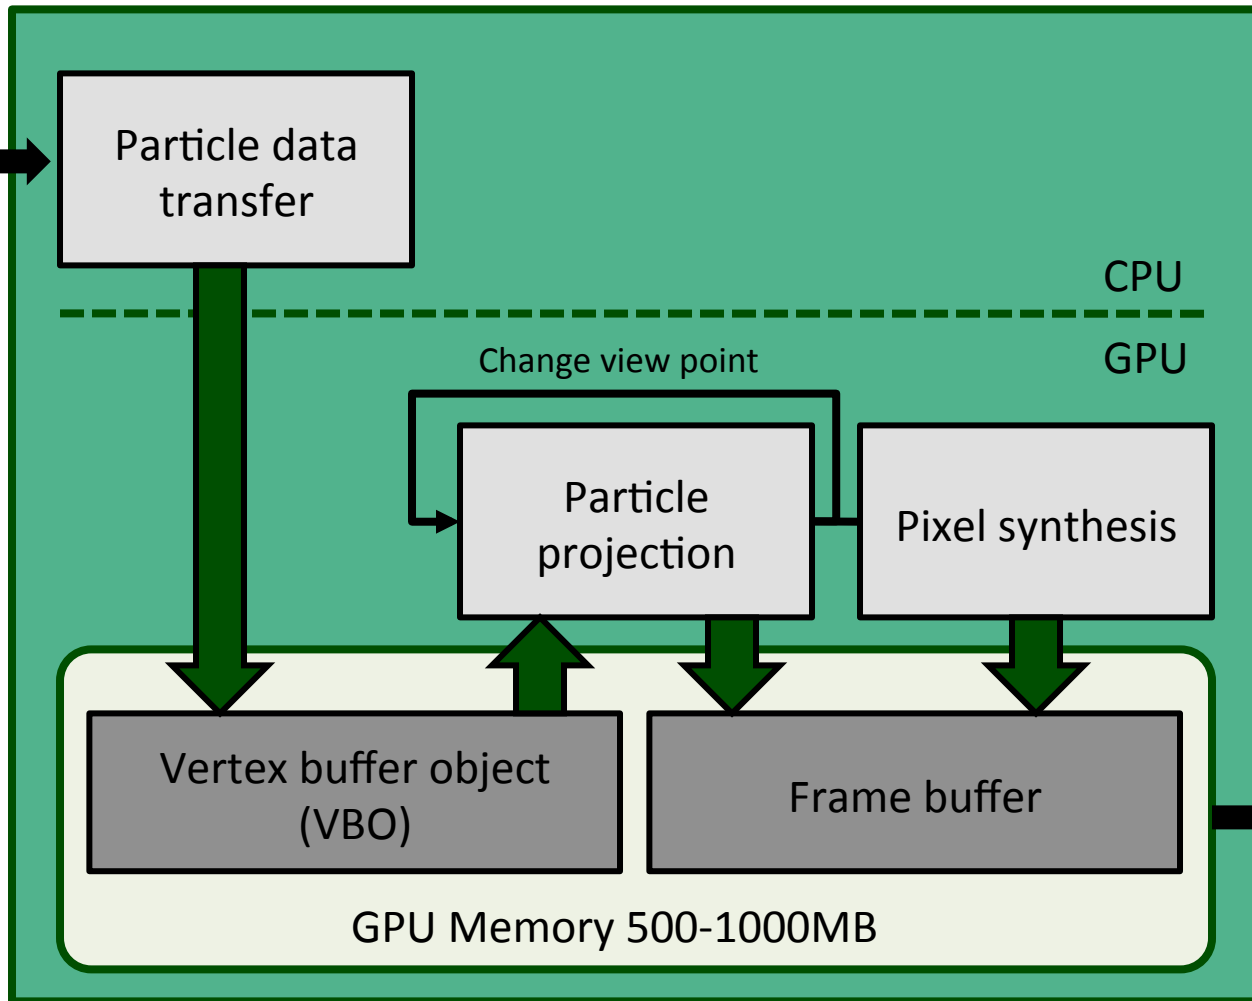 Particle data
transfer
CPU
GPU
Change view point
Particle
projection
Pixel synthesis
Vertex buffer object
(VBO)
Frame buffer
GPU Memory 500-1000MB